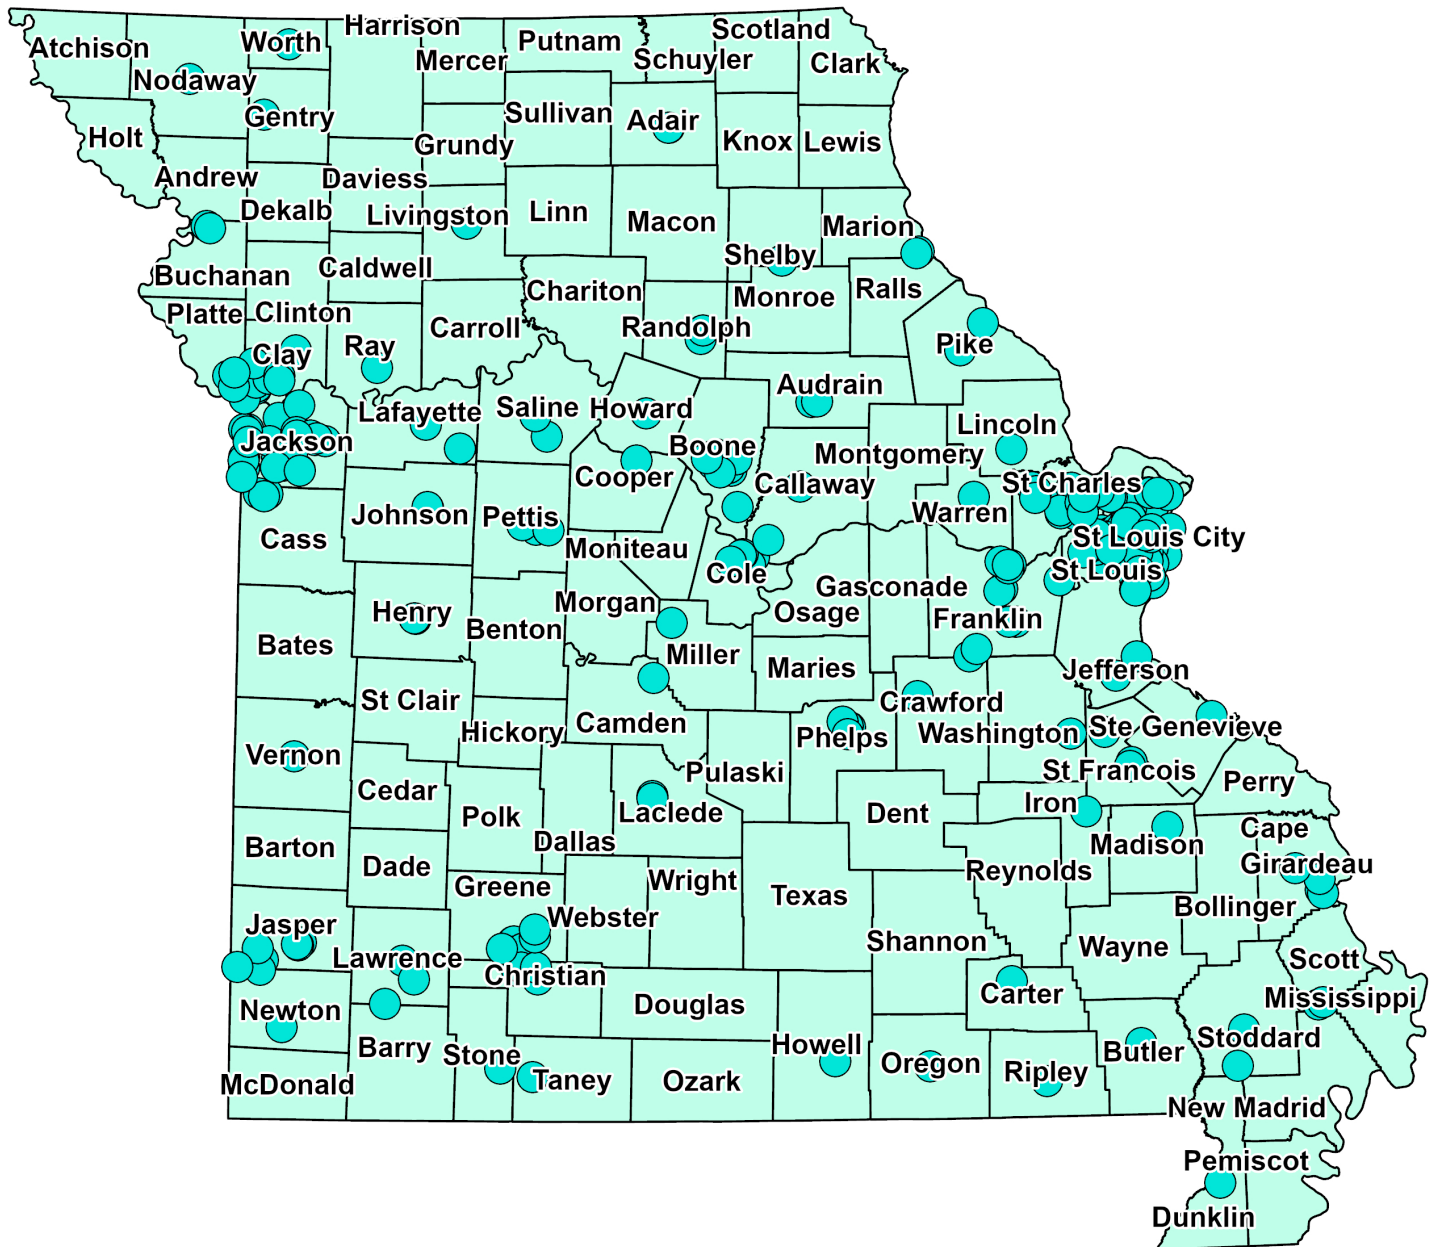 Atchison
Nodaway
Worth
Harrison
Mercer
Putnam
Schuyler
Scotland
Clark
Holt
Gentry
Grundy
Sullivan
Adair
Knox
Lewis
Andrew
Dekalb
Daviess
Livingston
Linn
Macon
Shelby
Marion
Buchanan
Caldwell
Chariton
Monroe
Ralls
Platte
Clinton
Clay
Ray
Carroll
Randolph
Pike
Audrain
Lafayette
Saline
Howard
Boone
Jackson
Cooper
Callaway
Montgomery
Lincoln
St Charles
Warren
Cass
Johnson
Pettis
Moniteau
Cole
Gasconade
St Louis City
St Louis
Henry
Morgan
Benton
Osage
Franklin
Bates
Miller
Maries
Jefferson
St Clair
Hickory
Camden
Phelps
Crawford
Washington
Ste Genevieve
Vernon
Cedar
Pulaski
St Francois
Perry
Polk
Laclede
Dent
Iron
Madison
Cape
Girardeau
Barton
Dade
Dallas
Greene
Wright
Texas
Reynolds
Bollinger
Jasper
Lawrence
Webster
Christian
Shannon
Wayne
Scott
Newton
Douglas
Carter
Mississippi
Stoddard
Barry
Stone
Taney
Ozark
Howell
Oregon
Ripley
Butler
McDonald
New Madrid
Pemiscot
Dunklin